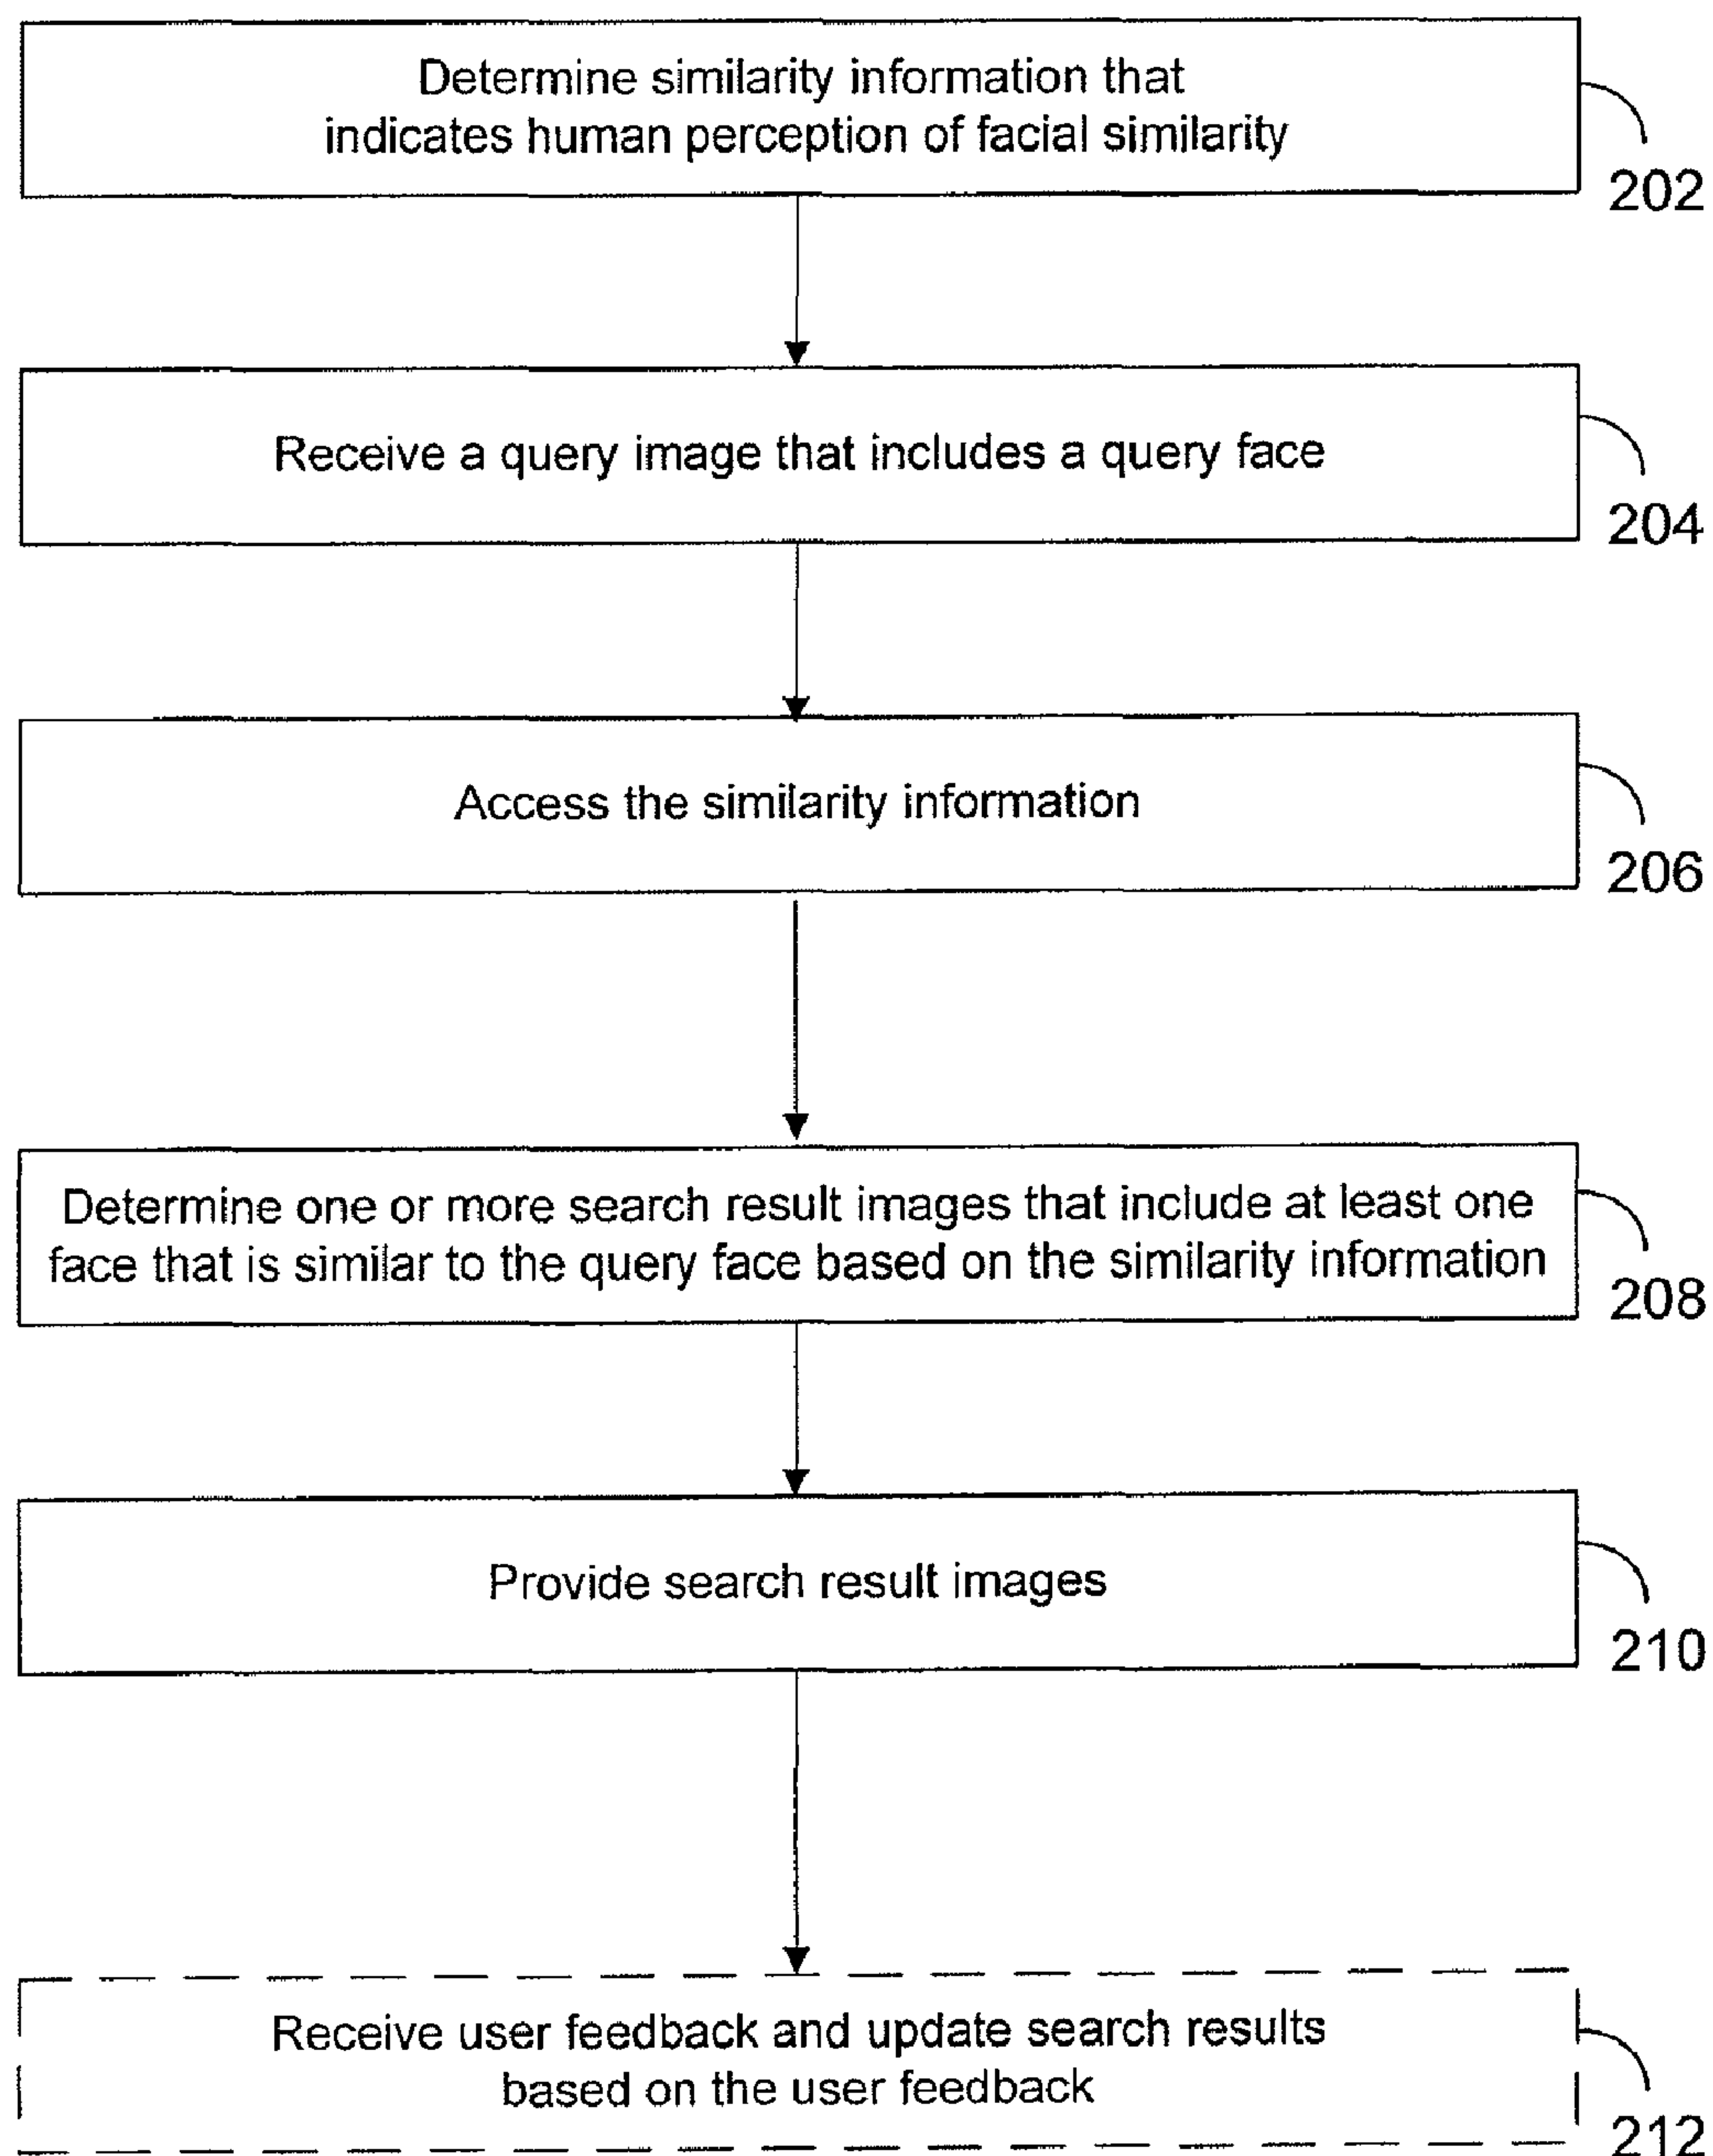 Determine similarity information that
indicates human perception of facial similarity
202
Receive a query image that includes a query face
204
Access the similarity information
206
Determine one or more search result images that include at least one
face that is similar to the query face based on the similarity information
208
Provide search result images
210
Receive user feedback and update search results
based on the user feedback
212